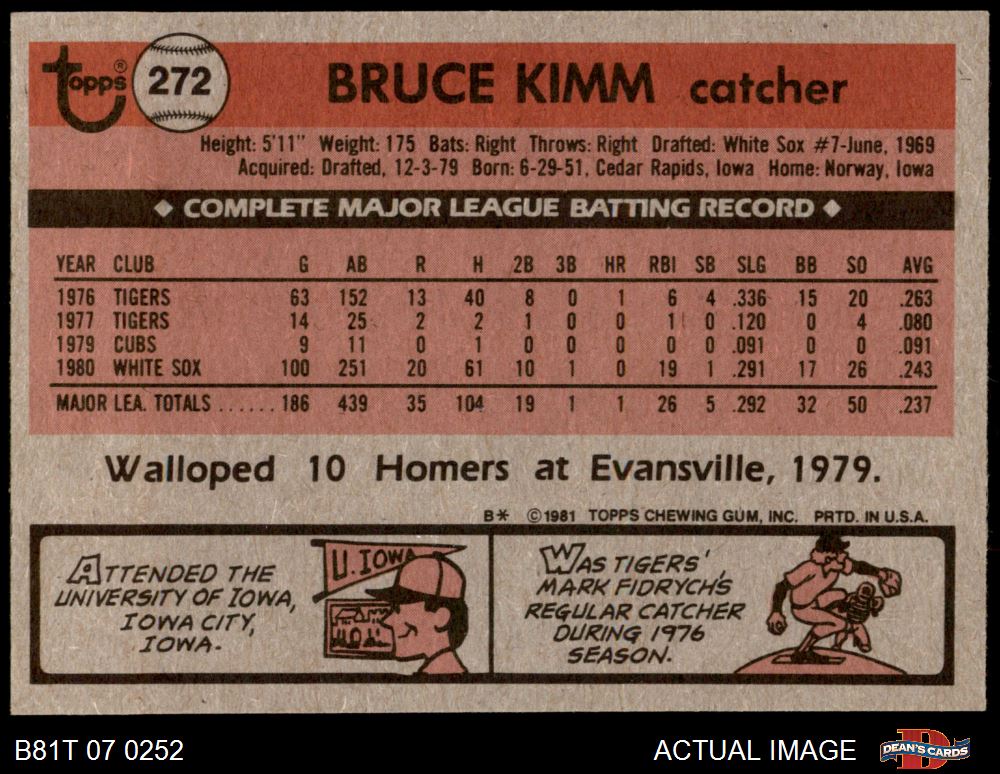 topps® 272 BRUCE KIMM catcher
Height: 5'11" Weight: 175 Bats: Right Throws: Right Drafted: White Sox #7-June, 1969
Acquired: Drafted, 12-3-79 Born: 6-29-51, Cedar Rapids, Iowa Home: Norway, Iowa
◆ COMPLETE MAJOR LEAGUE BATTING RECORD ◆
YEAR CLUB G AB R H 2B 3B HR RBI SB SLG BB SO AVG
1976 TIGERS 63 152 13 40 8 0 1 6 4 .336 15 20 .263
1977 TIGERS 14 25 2 2 1 0 0 1 0 .120 0 4 .080
1979 CUBS 9 11 0 1 0 0 0 0 0 .091 0 0 .091
1980 WHITE SOX 100 251 20 61 10 1 0 19 1 .291 17 26 .243
MAJOR LEA. TOTALS ...... 186 439 35 104 19 1 1 26 5 .292 32 50 .237
Walloped 10 Homers at Evansville, 1979.
B* © 1981 TOPPS CHEWING GUM, INC. PRTD. IN U.S.A.
ATTENDED THE
UNIVERSITY OF IOWA,
IOWA CITY,
IOWA.
U. IOWA
WAS TIGERS'
MARK FIDRYCH'S
REGULAR CATCHER
DURING 1976
SEASON.
B81T 07 0252 ACTUAL IMAGE DEAN'S CARDS